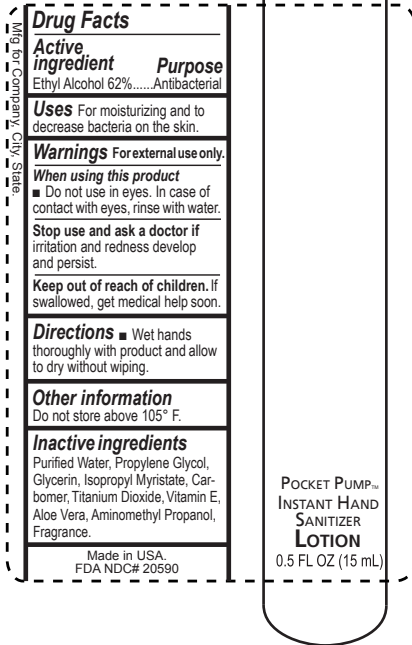 Drug Facts
Active
ingredient Purpose
Ethyl Alcohol 62%......Antibacterial
Uses For moisturizing and to
decrease bacteria on the skin.
Warnings For external use only.
When using this product
■ Do not use in eyes. In case of
contact with eyes, rinse with water.
Stop use and ask a doctor if
irritation and redness develop
and persist.
Keep out of reach of children. If
swallowed, get medical help soon.
Directions ■ Wet hands
thoroughly with product and allow
to dry without wiping.
Other information
Do not store above 105° F.
Inactive ingredients
Purified Water, Propylene Glycol,
Glycerin, Isopropyl Myristate, Car-
bomer, Titanium Dioxide, Vitamin E,
Aloe Vera, Aminomethyl Propanol,
Fragrance.
Made in USA.
FDA NDC# 20590
Mfg for Company, City, State.
POCKET PUMP™
INSTANT HAND
SANITIZER
LOTION
0.5 FL OZ (15 mL)